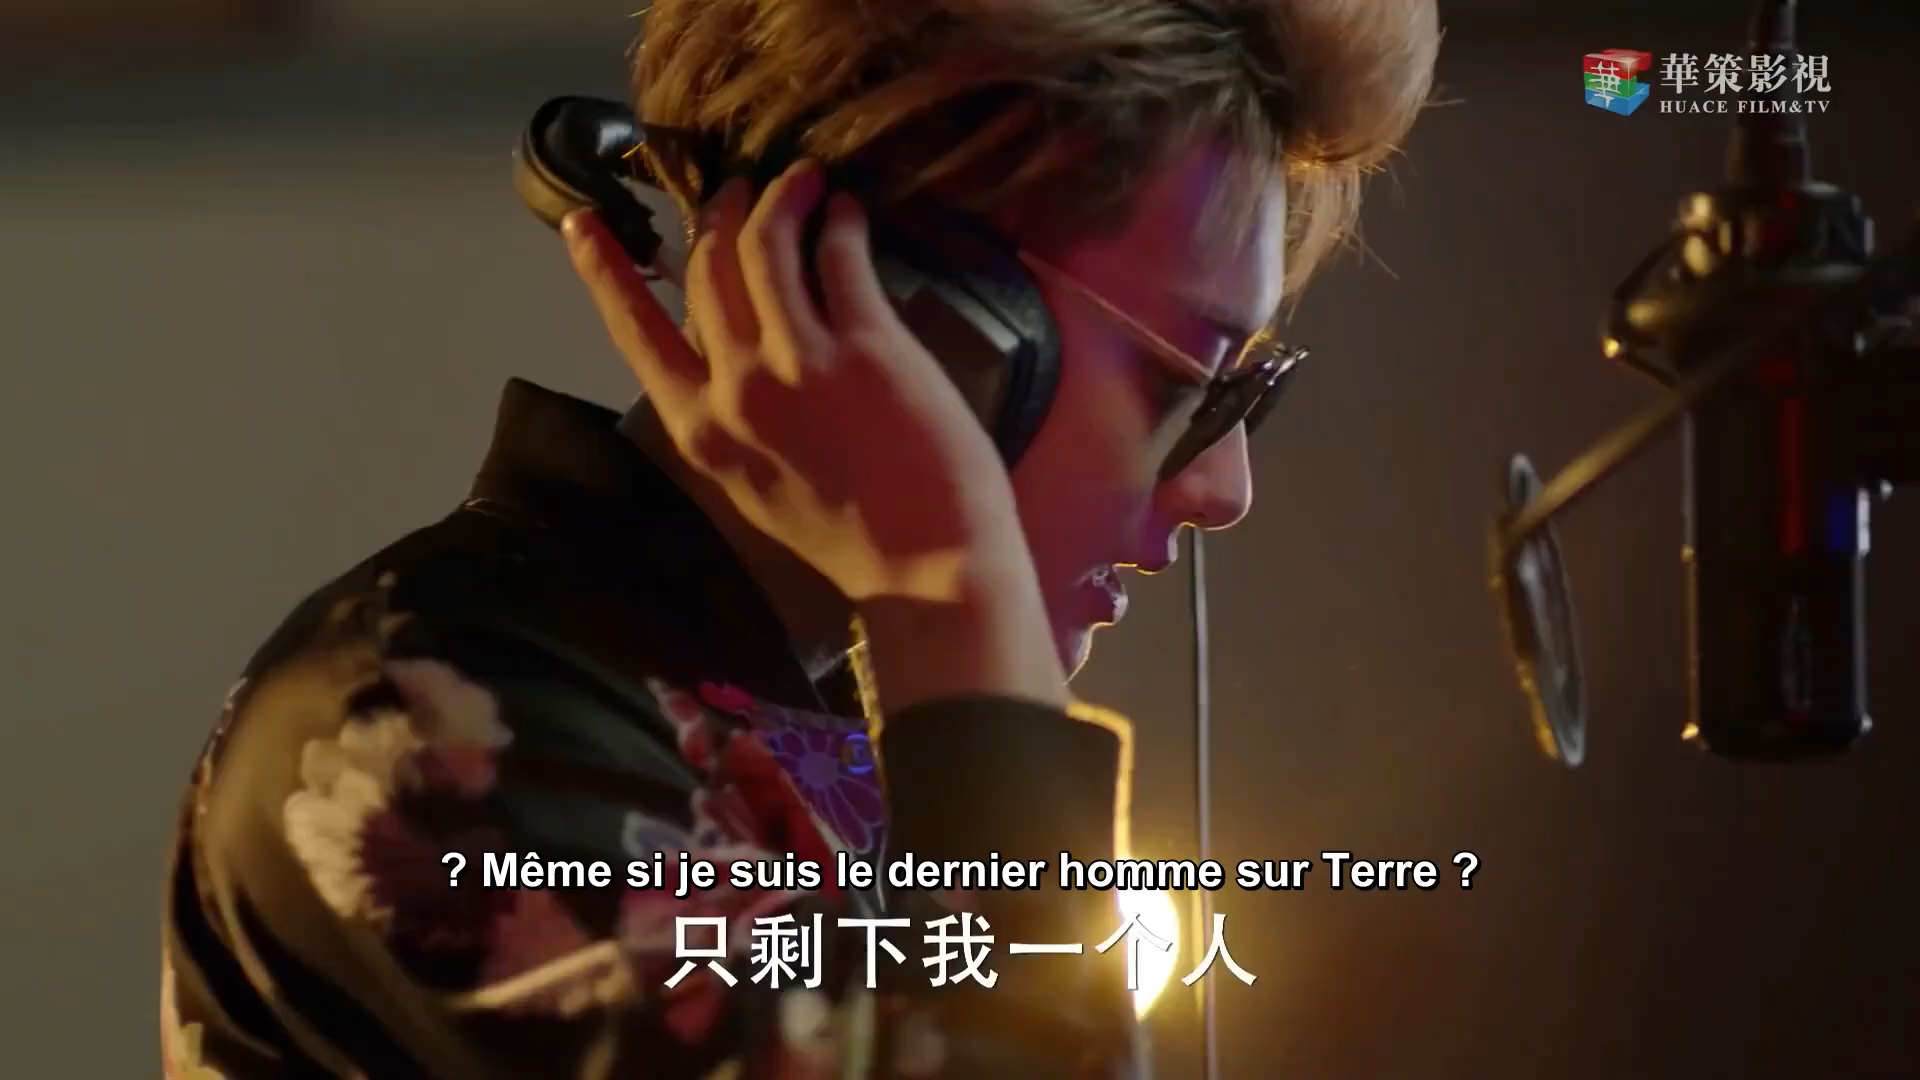 華策影視
HUACE FILM&TV
? Même si je suis le dernier homme sur Terre ?
只剩下我一个人